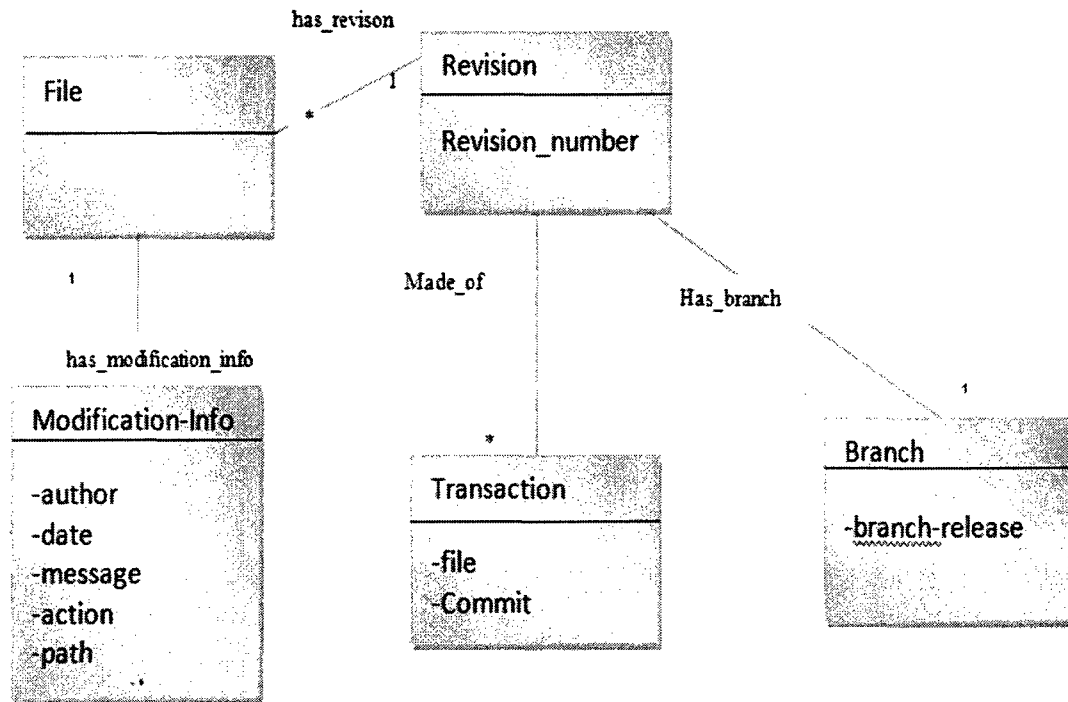 has_revison
File
*
1
Revision
Revision_number
1
has_modification_info
Made_of
Has_branch
Modification-Info
-author
-date
-message
-action
-path
*
Transaction
-file
-Commit
1
Branch
-branch-release